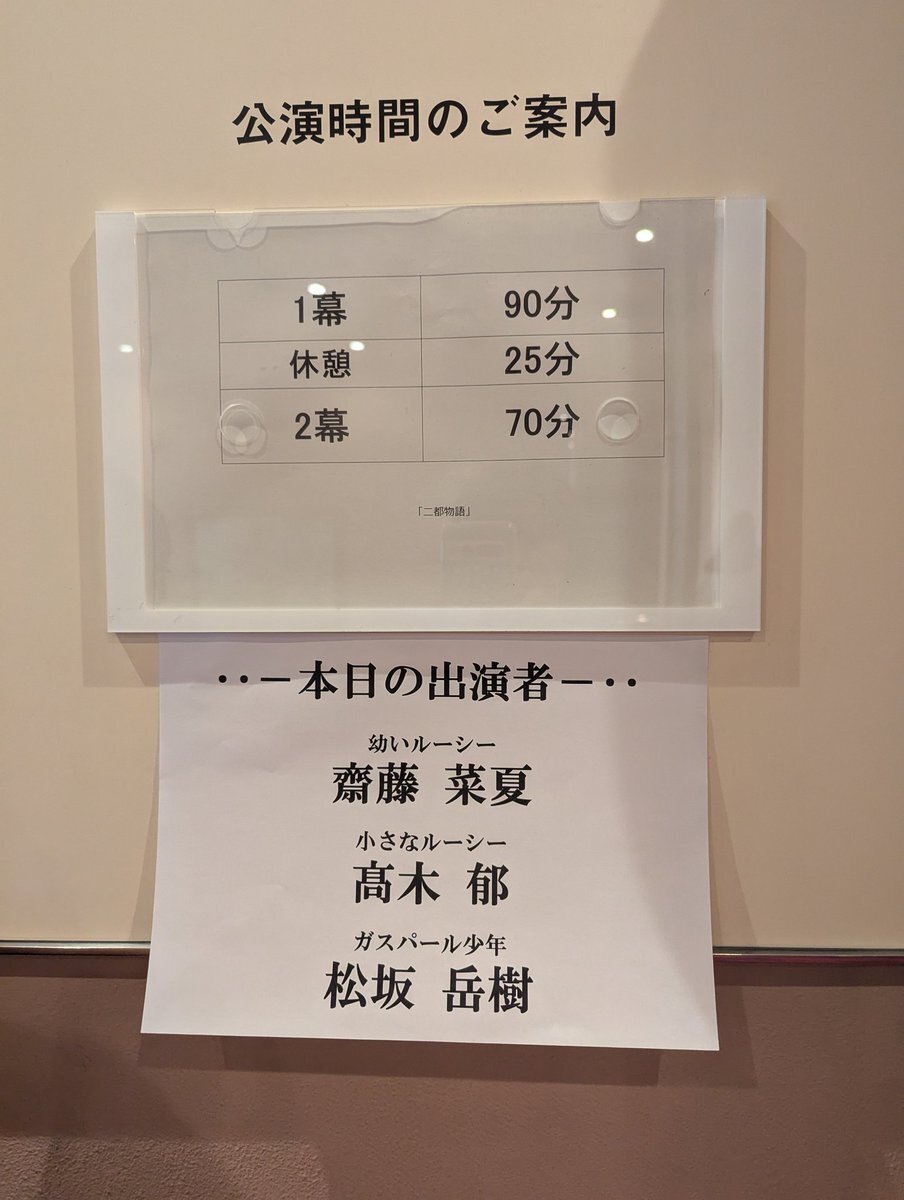 公演時間のご案内
1幕 90分
休憩 25分
2幕 70分
「二都物語」
‥－本日の出演者－‥
幼いルーシー
齋藤 菜夏
小さなルーシー
髙木 郁
ガスパール少年
松坂 岳樹